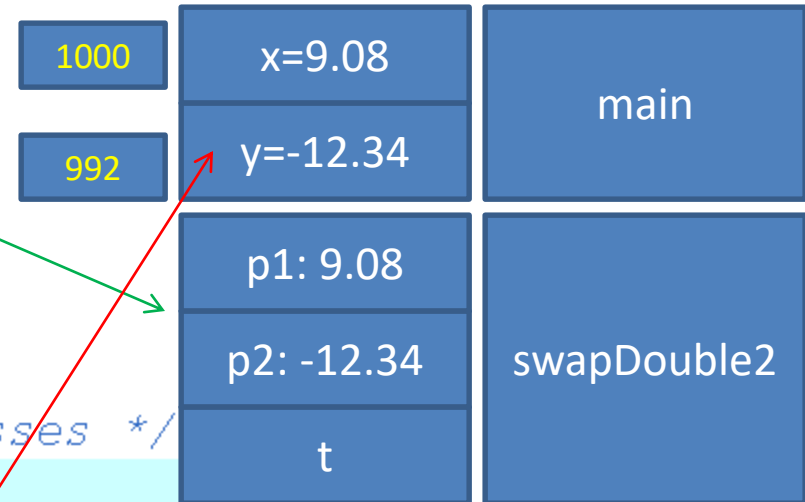 1000
x=9.08
main
992
y=-12.34
p1: 9.08
p2: -12.34
swapDouble2
sses */
t